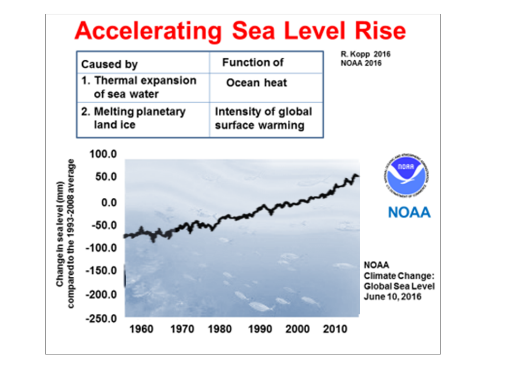 Accelerating Sea Level Rise
R. Kopp 2016
NOAA 2016
Caused by
Function of
1. Thermal expansion
of sea water
Ocean heat
2. Melting planetary
land ice
Intensity of global
surface warming
Change in sea level (mm)
compared to the 1993-2008 average
100.0
50.0
0.0
-50.0
-100.0
-150.0
-200.0
-250.0
1960
1970
1980
1990
2000
2010
NOAA
NOAA
NOAA
Climate Change:
Global Sea Level
June 10, 2016